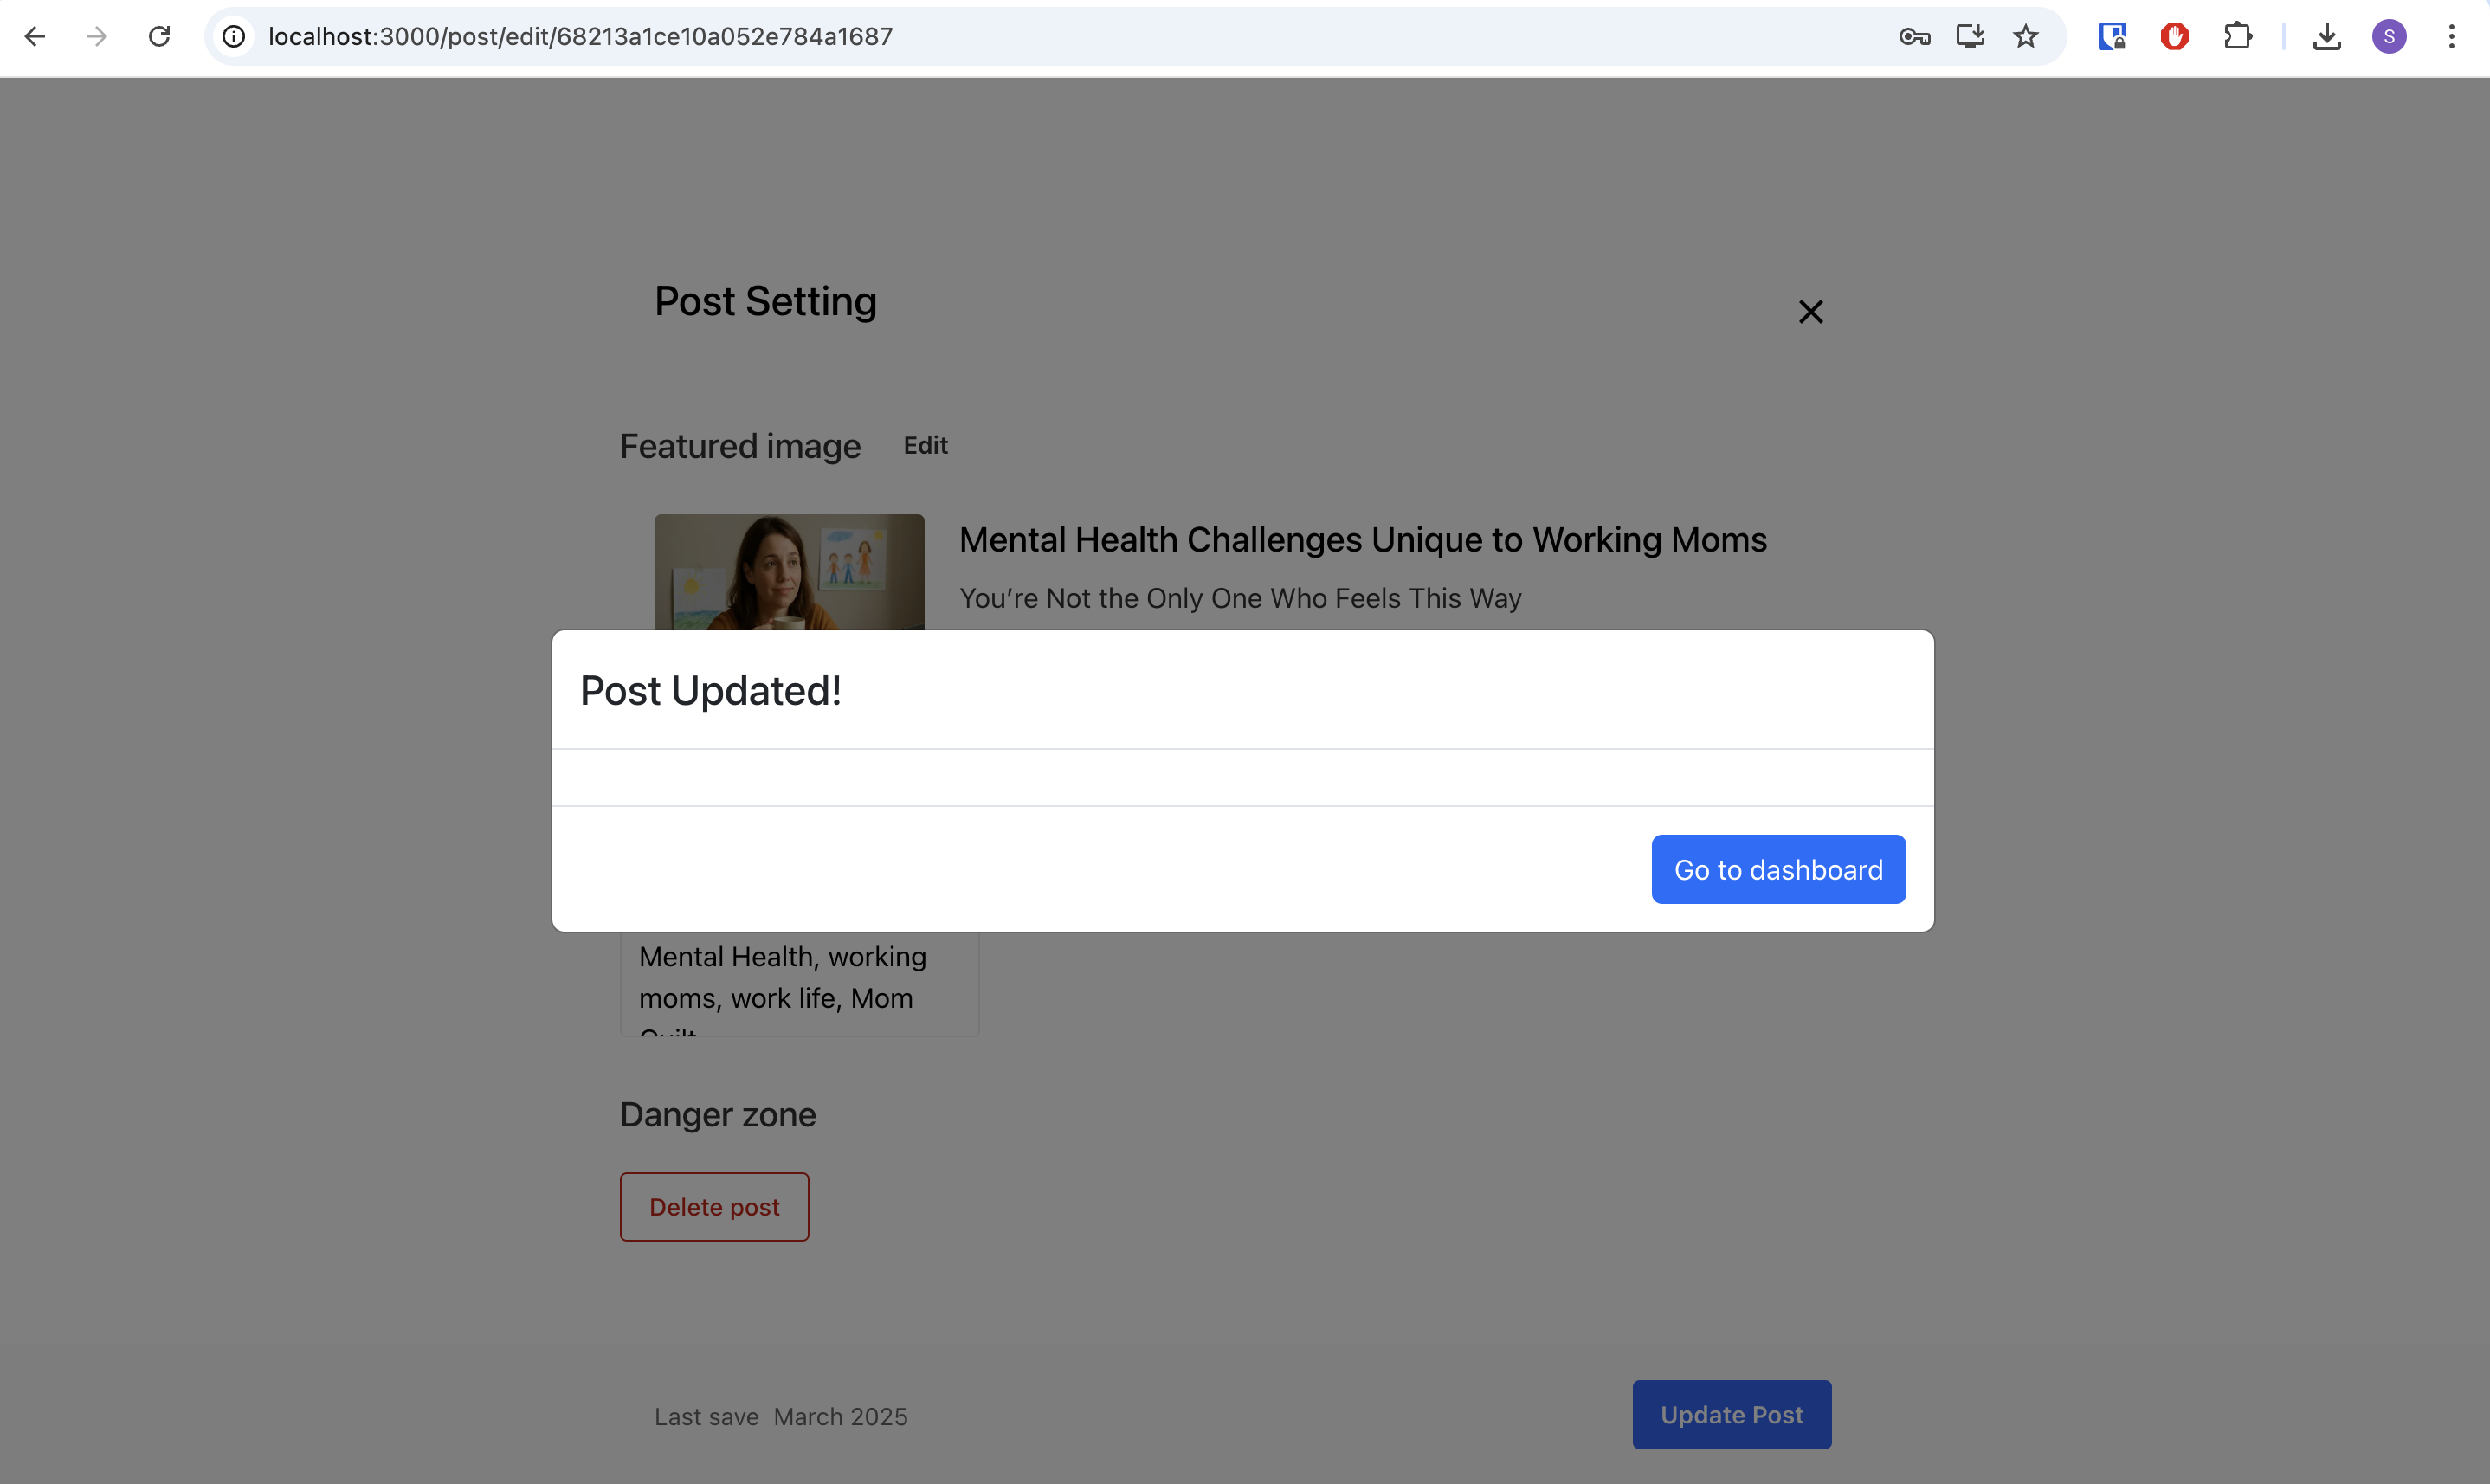 localhost:3000/post/edit/68213a1ce10a052e784a1687
S
Post Setting
Featured image Edit
Mental Health Challenges Unique to Working Moms
You’re Not the Only One Who Feels This Way
Post Updated!
Go to dashboard
Mental Health, working
moms, work life, Mom
Danger zone
Delete post
Last save March 2025
Update Post